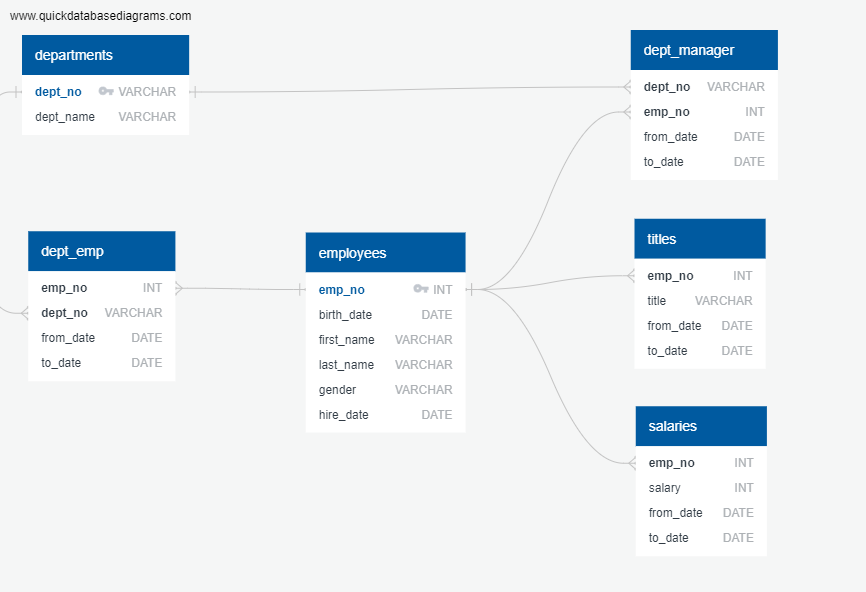 www.quickdatabasediagrams.com
departments
dept_no VARCHAR
dept_name VARCHAR
dept_manager
dept_no VARCHAR
emp_no INT
from_date DATE
to_date DATE
dept_emp
emp_no INT
dept_no VARCHAR
from_date DATE
to_date DATE
employees
emp_no INT
birth_date DATE
first_name VARCHAR
last_name VARCHAR
gender VARCHAR
hire_date DATE
titles
emp_no INT
title VARCHAR
from_date DATE
to_date DATE
salaries
emp_no INT
salary INT
from_date DATE
to_date DATE